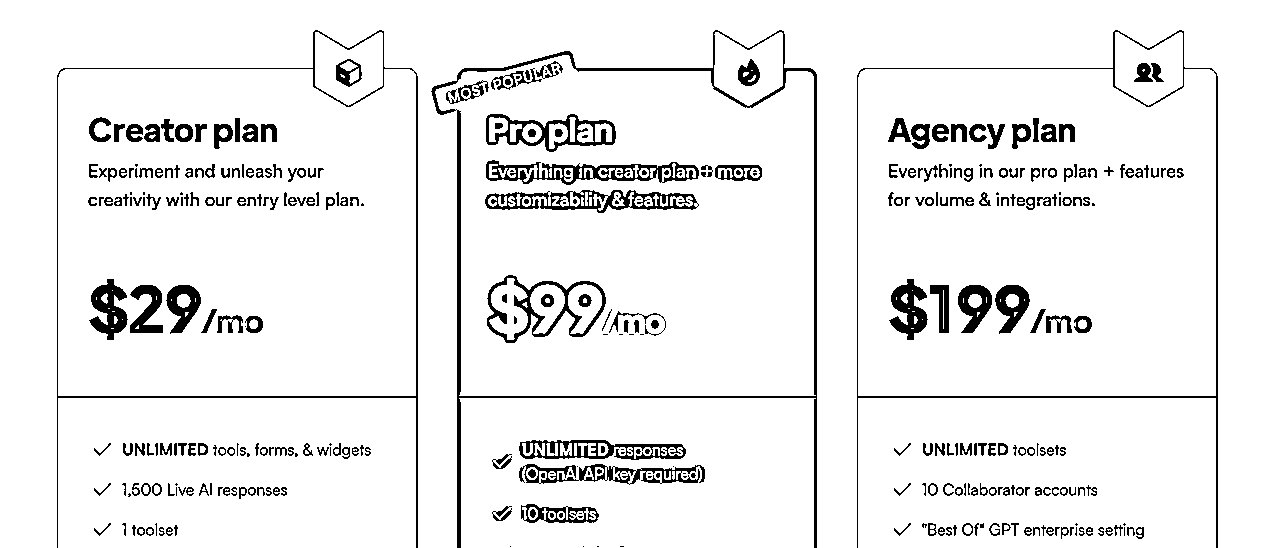 Creator plan
Experiment and unleash your
creativity with our entry level plan.
$29/mo
UNLIMITED tools, forms, & widgets
1,500 Live AI responses
1 toolset
MOST POPULAR
Pro plan
Everything in creator plan + more
customizability & features.
$99/mo
UNLIMITED responses
(OpenAI API key required)
10 toolsets
Agency plan
Everything in our pro plan + features
for volume & integrations.
$199/mo
UNLIMITED toolsets
10 Collaborator accounts
"Best Of" GPT enterprise setting